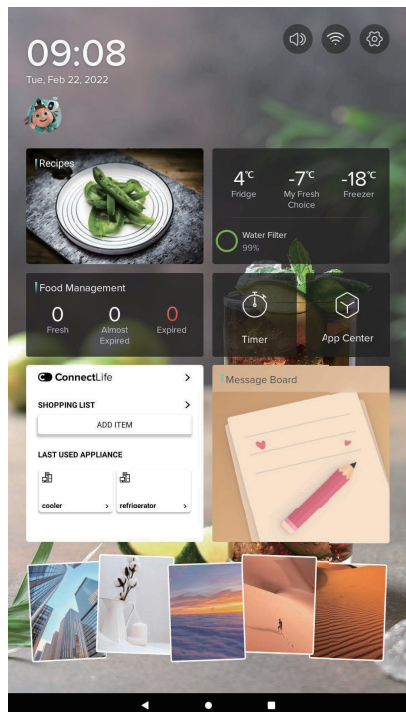 09:08
Tue, Feb 22, 2022
Recipes
4°C
Fridge
-7°C
My Fresh
Choice
-18°C
Freezer
Water Filter
99%
Food Management
0
Fresh
0
Almost
Expired
0
Expired
Timer
App Center
ConnectLife
SHOPPING LIST
ADD ITEM
LAST USED APPLIANCE
cooler
refrigerator
Message Board